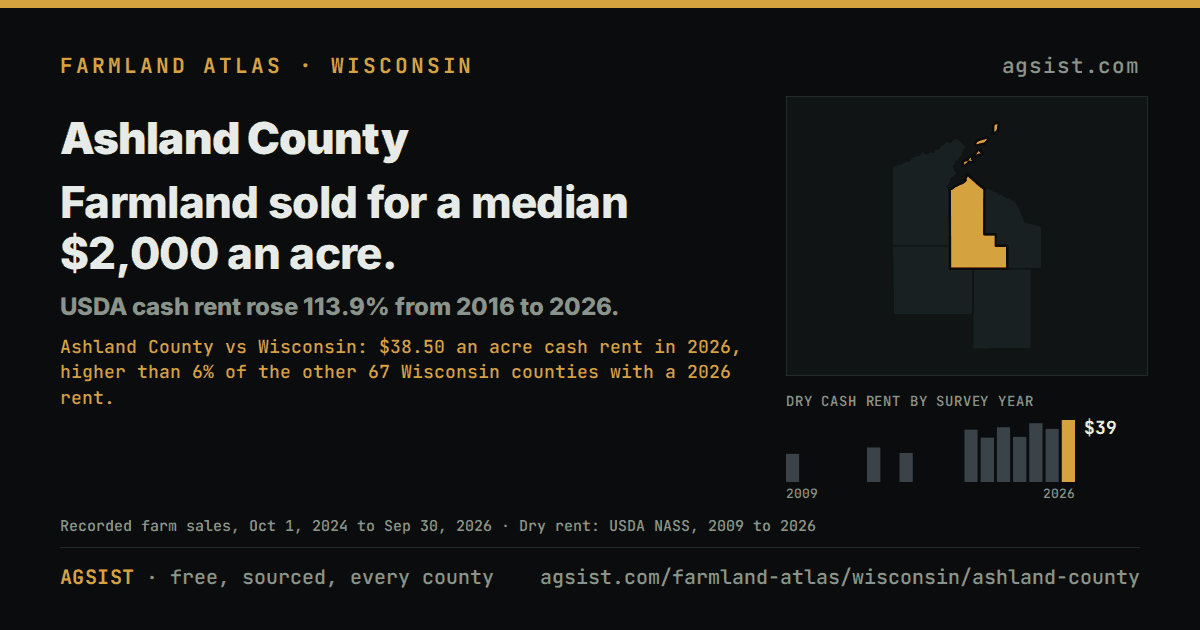 FARMLAND ATLAS · WISCONSIN
agsist.com
Ashland County
Farmland sold for a median
$2,000 an acre.
USDA cash rent rose 113.9% from 2016 to 2026.
Ashland County vs Wisconsin: $38.50 an acre cash rent in 2026,
higher than 6% of the other 67 Wisconsin counties with a 2026
rent.
DRY CASH RENT BY SURVEY YEAR
$39
2009
2026
Recorded farm sales, Oct 1, 2024 to Sep 30, 2026 · Dry rent: USDA NASS, 2009 to 2026
AGSIST · free, sourced, every county
agsist.com/farmland-atlas/wisconsin/ashland-county